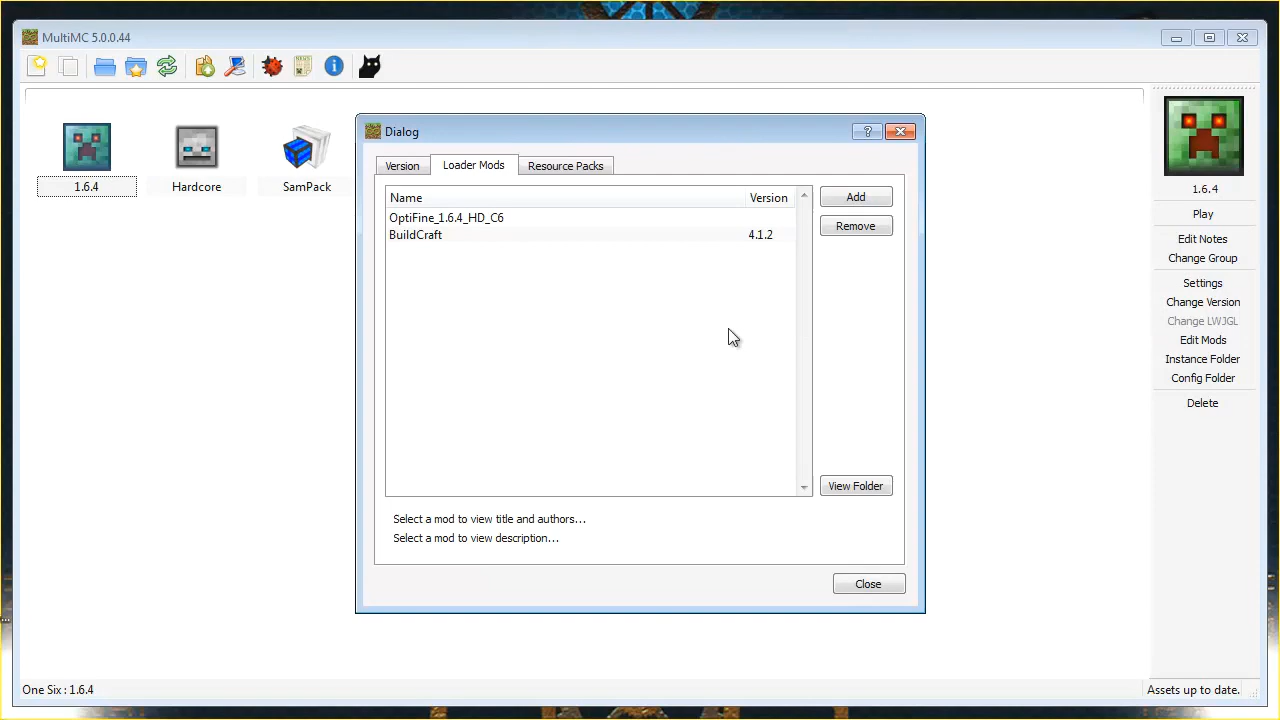 MultiMC 5.0.0.44
1.6.4
Hardcore
SamPack
Dialog
?
Version
Loader Mods
Resource Packs
Name
Version
OptiFine_1.6.4_HD_C6
BuildCraft
4.1.2
Add
Remove
View Folder
Select a mod to view title and authors...
Select a mod to view description...
Close
1.6.4
Play
Edit Notes
Change Group
Settings
Change Version
Change LWJGL
Edit Mods
Instance Folder
Config Folder
Delete
One Six : 1.6.4
Assets up to date.